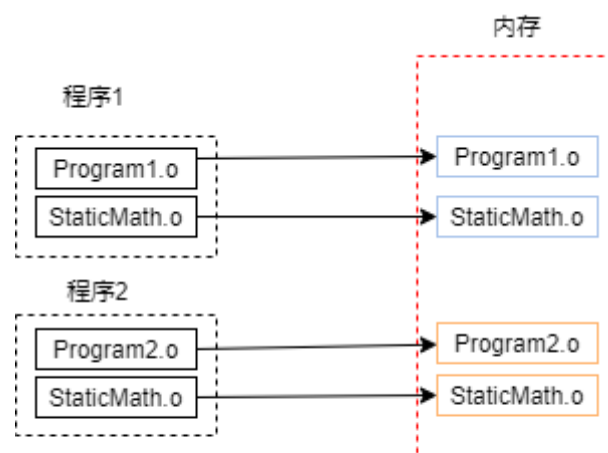 内存
程序1
Program1.o
Program1.o
StaticMath.o
StaticMath.o
程序2
Program2.o
Program2.o
StaticMath.o
StaticMath.o